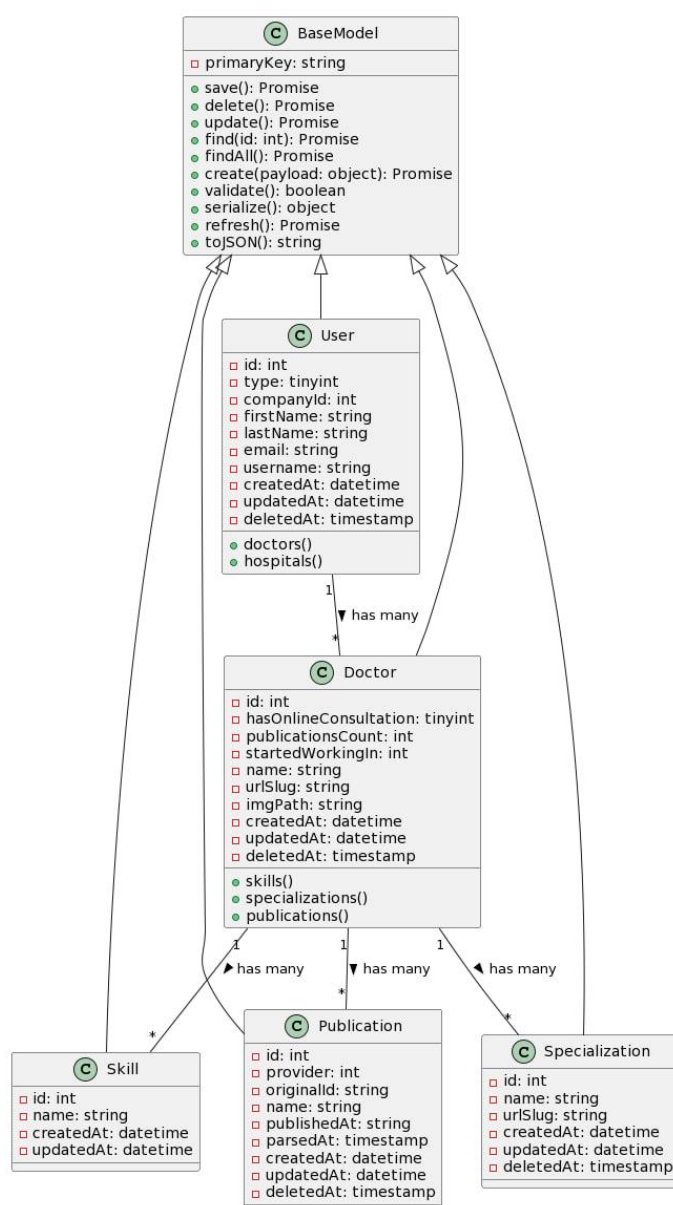 C BaseModel
primaryKey: string
save(): Promise
delete(): Promise
update(): Promise
find(id: int): Promise
findAll(): Promise
create(payload: object): Promise
validate(): boolean
serialize(): object
refresh(): Promise
toJSON(): string
C User
id: int
type: tinyint
companyId: int
firstName: string
lastName: string
email: string
username: string
createdAt: datetime
updatedAt: datetime
deletedAt: timestamp
doctors()
hospitals()
1
has many
*
C Doctor
id: int
hasOnlineConsultation: tinyint
publicationsCount: int
startedWorkingIn: int
name: string
urlSlug: string
imgPath: string
createdAt: datetime
updatedAt: datetime
deletedAt: timestamp
skills()
specializations()
publications()
1 1 1
has many has many has many
* * *
C Skill
id: int
name: string
createdAt: datetime
updatedAt: datetime
C Publication
id: int
provider: int
originalId: string
name: string
publishedAt: string
parsedAt: timestamp
createdAt: datetime
updatedAt: datetime
deletedAt: timestamp
C Specialization
id: int
name: string
urlSlug: string
createdAt: datetime
updatedAt: datetime
deletedAt: timestamp